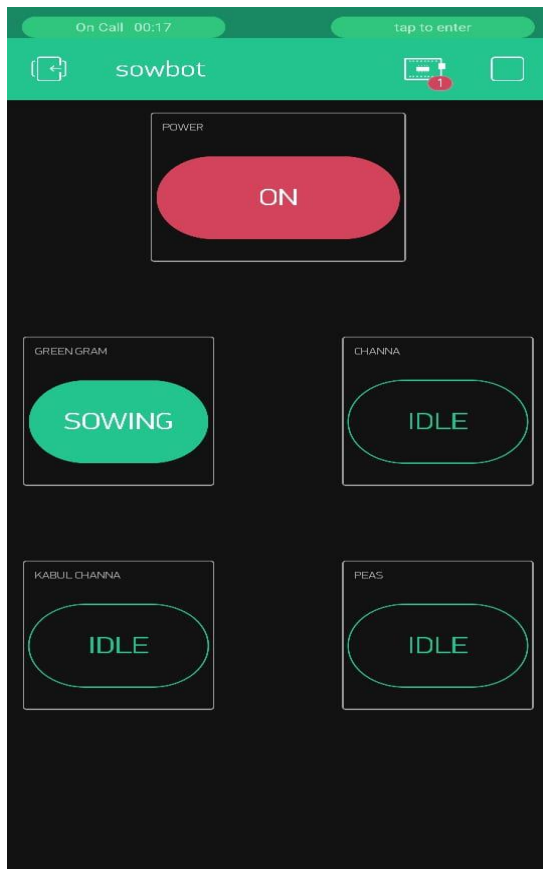 On Call 00:17
tap to enter
sowbot
1
POWER
ON
GREEN GRAM
CHANNA
SOWING
IDLE
KABUL CHANNA
PEAS
IDLE
IDLE